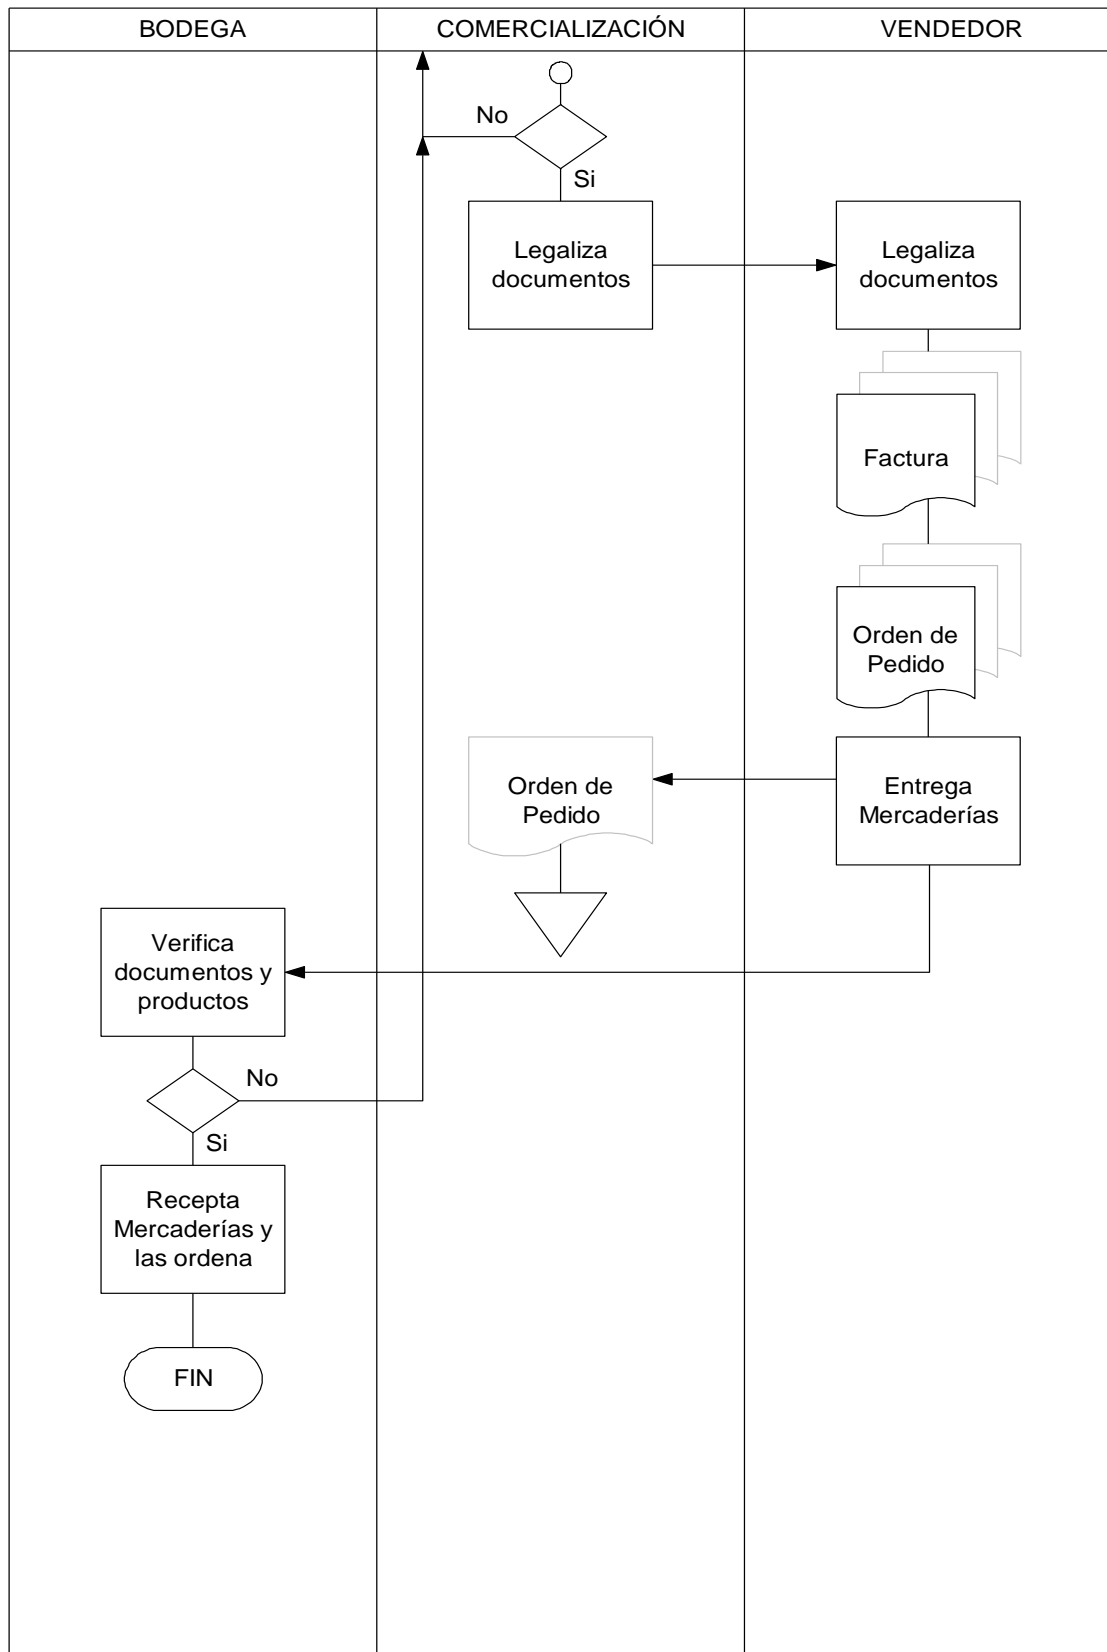 BODEGA
COMERCIALIZACIÓN
VENDEDOR
No
Si
Legaliza
documentos
Legaliza
documentos
Factura
Orden de
Pedido
Orden de
Pedido
Entrega
Mercaderías
Verifica
documentos y
productos
No
Si
Recepta
Mercaderías y
las ordena
FIN